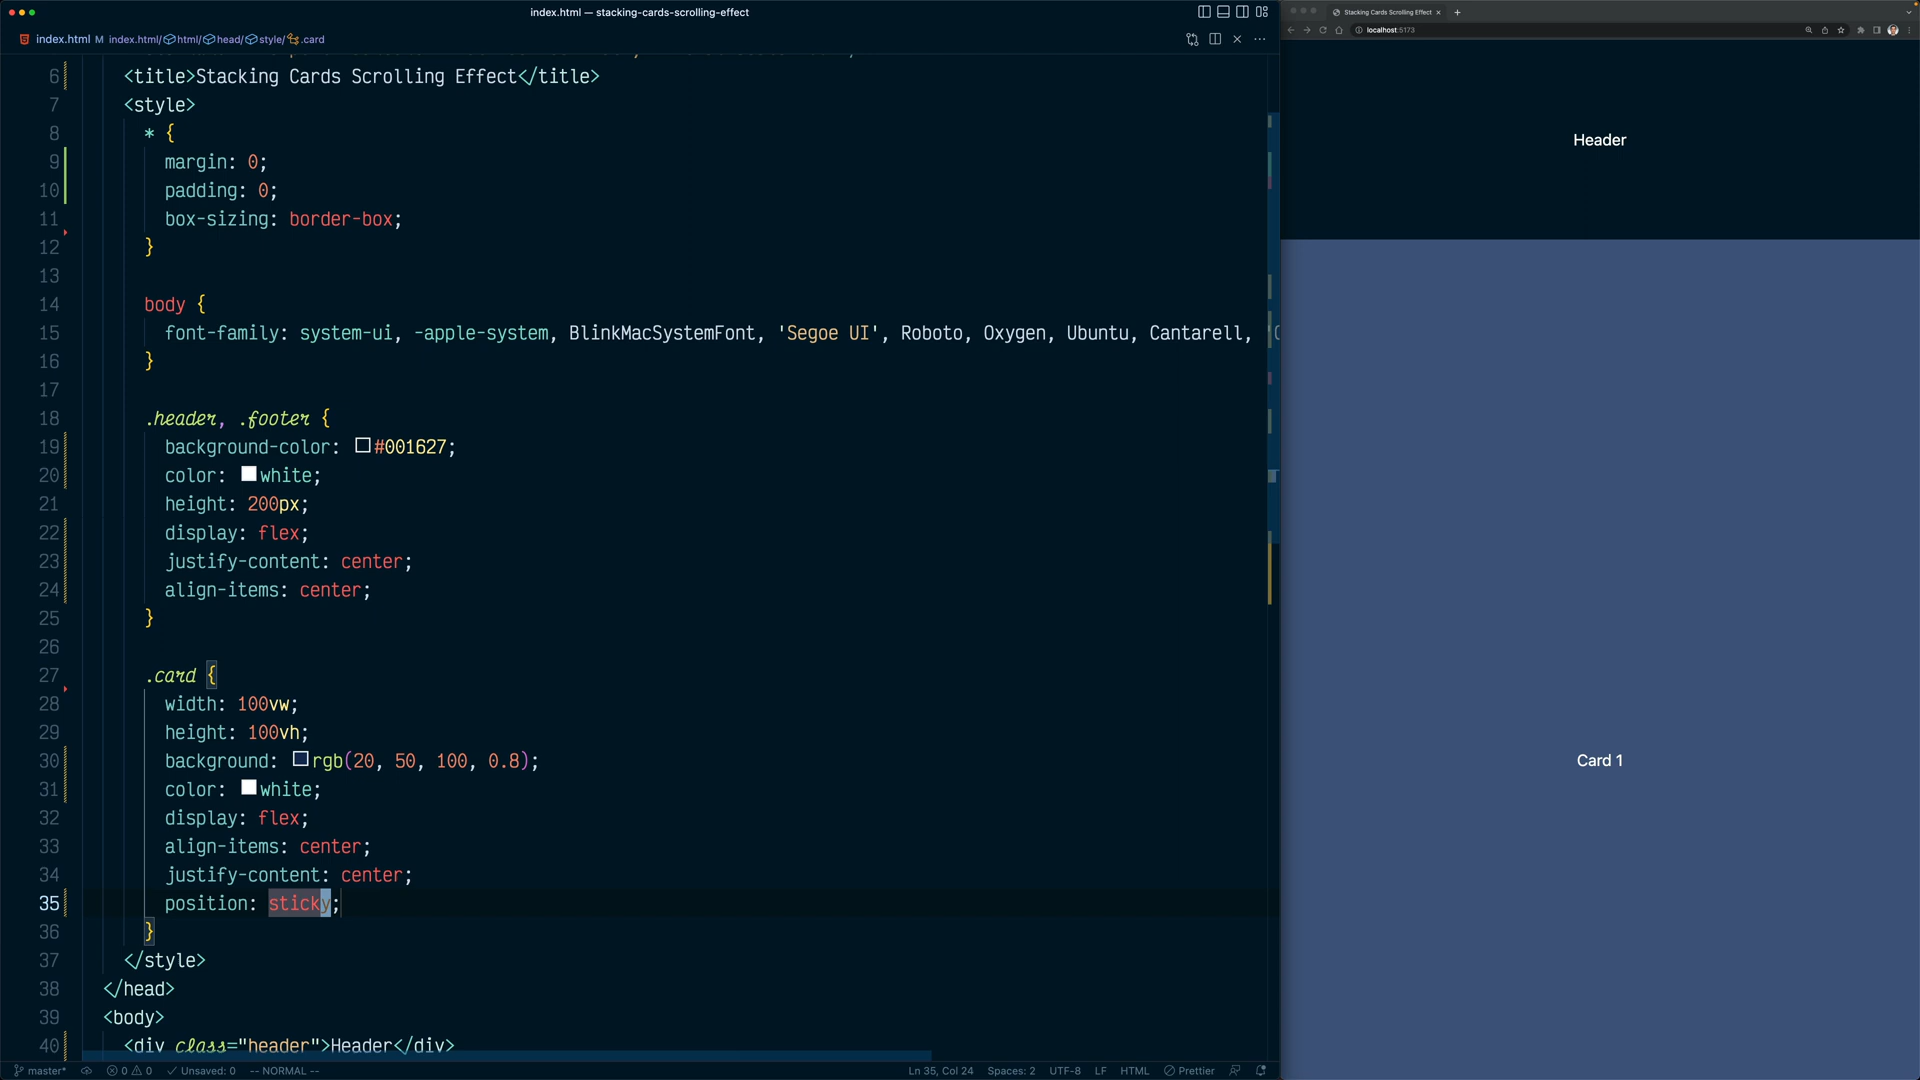 index.html — stacking-cards-scrolling-effect
index.html M index.html/html/head/style/.card
6 <title>Stacking Cards Scrolling Effect</title>
7 <style>
8 * {
9 margin: 0;
10 padding: 0;
11 box-sizing: border-box;
12 }
13
14 body {
15 font-family: system-ui, -apple-system, BlinkMacSystemFont, 'Segoe UI', Roboto, Oxygen, Ubuntu, Cantarell,
16 }
17
18 .header, .footer {
19 background-color: #001627;
20 color: white;
21 height: 200px;
22 display: flex;
23 justify-content: center;
24 align-items: center;
25 }
26
27 .card {
28 width: 100vw;
29 height: 100vh;
30 background: rgb(20, 50, 100, 0.8);
31 color: white;
32 display: flex;
33 align-items: center;
34 justify-content: center;
35 position: sticky;
36 }
37 </style>
38 </head>
39 <body>
40 <div class="header">Header</div>
master* 0 0 Unsaved: 0 -- NORMAL --
Ln 35, Col 24 Spaces: 2 UTF-8 LF HTML Prettier
Stacking Cards Scrolling Effect
localhost:5173
Header
Card 1